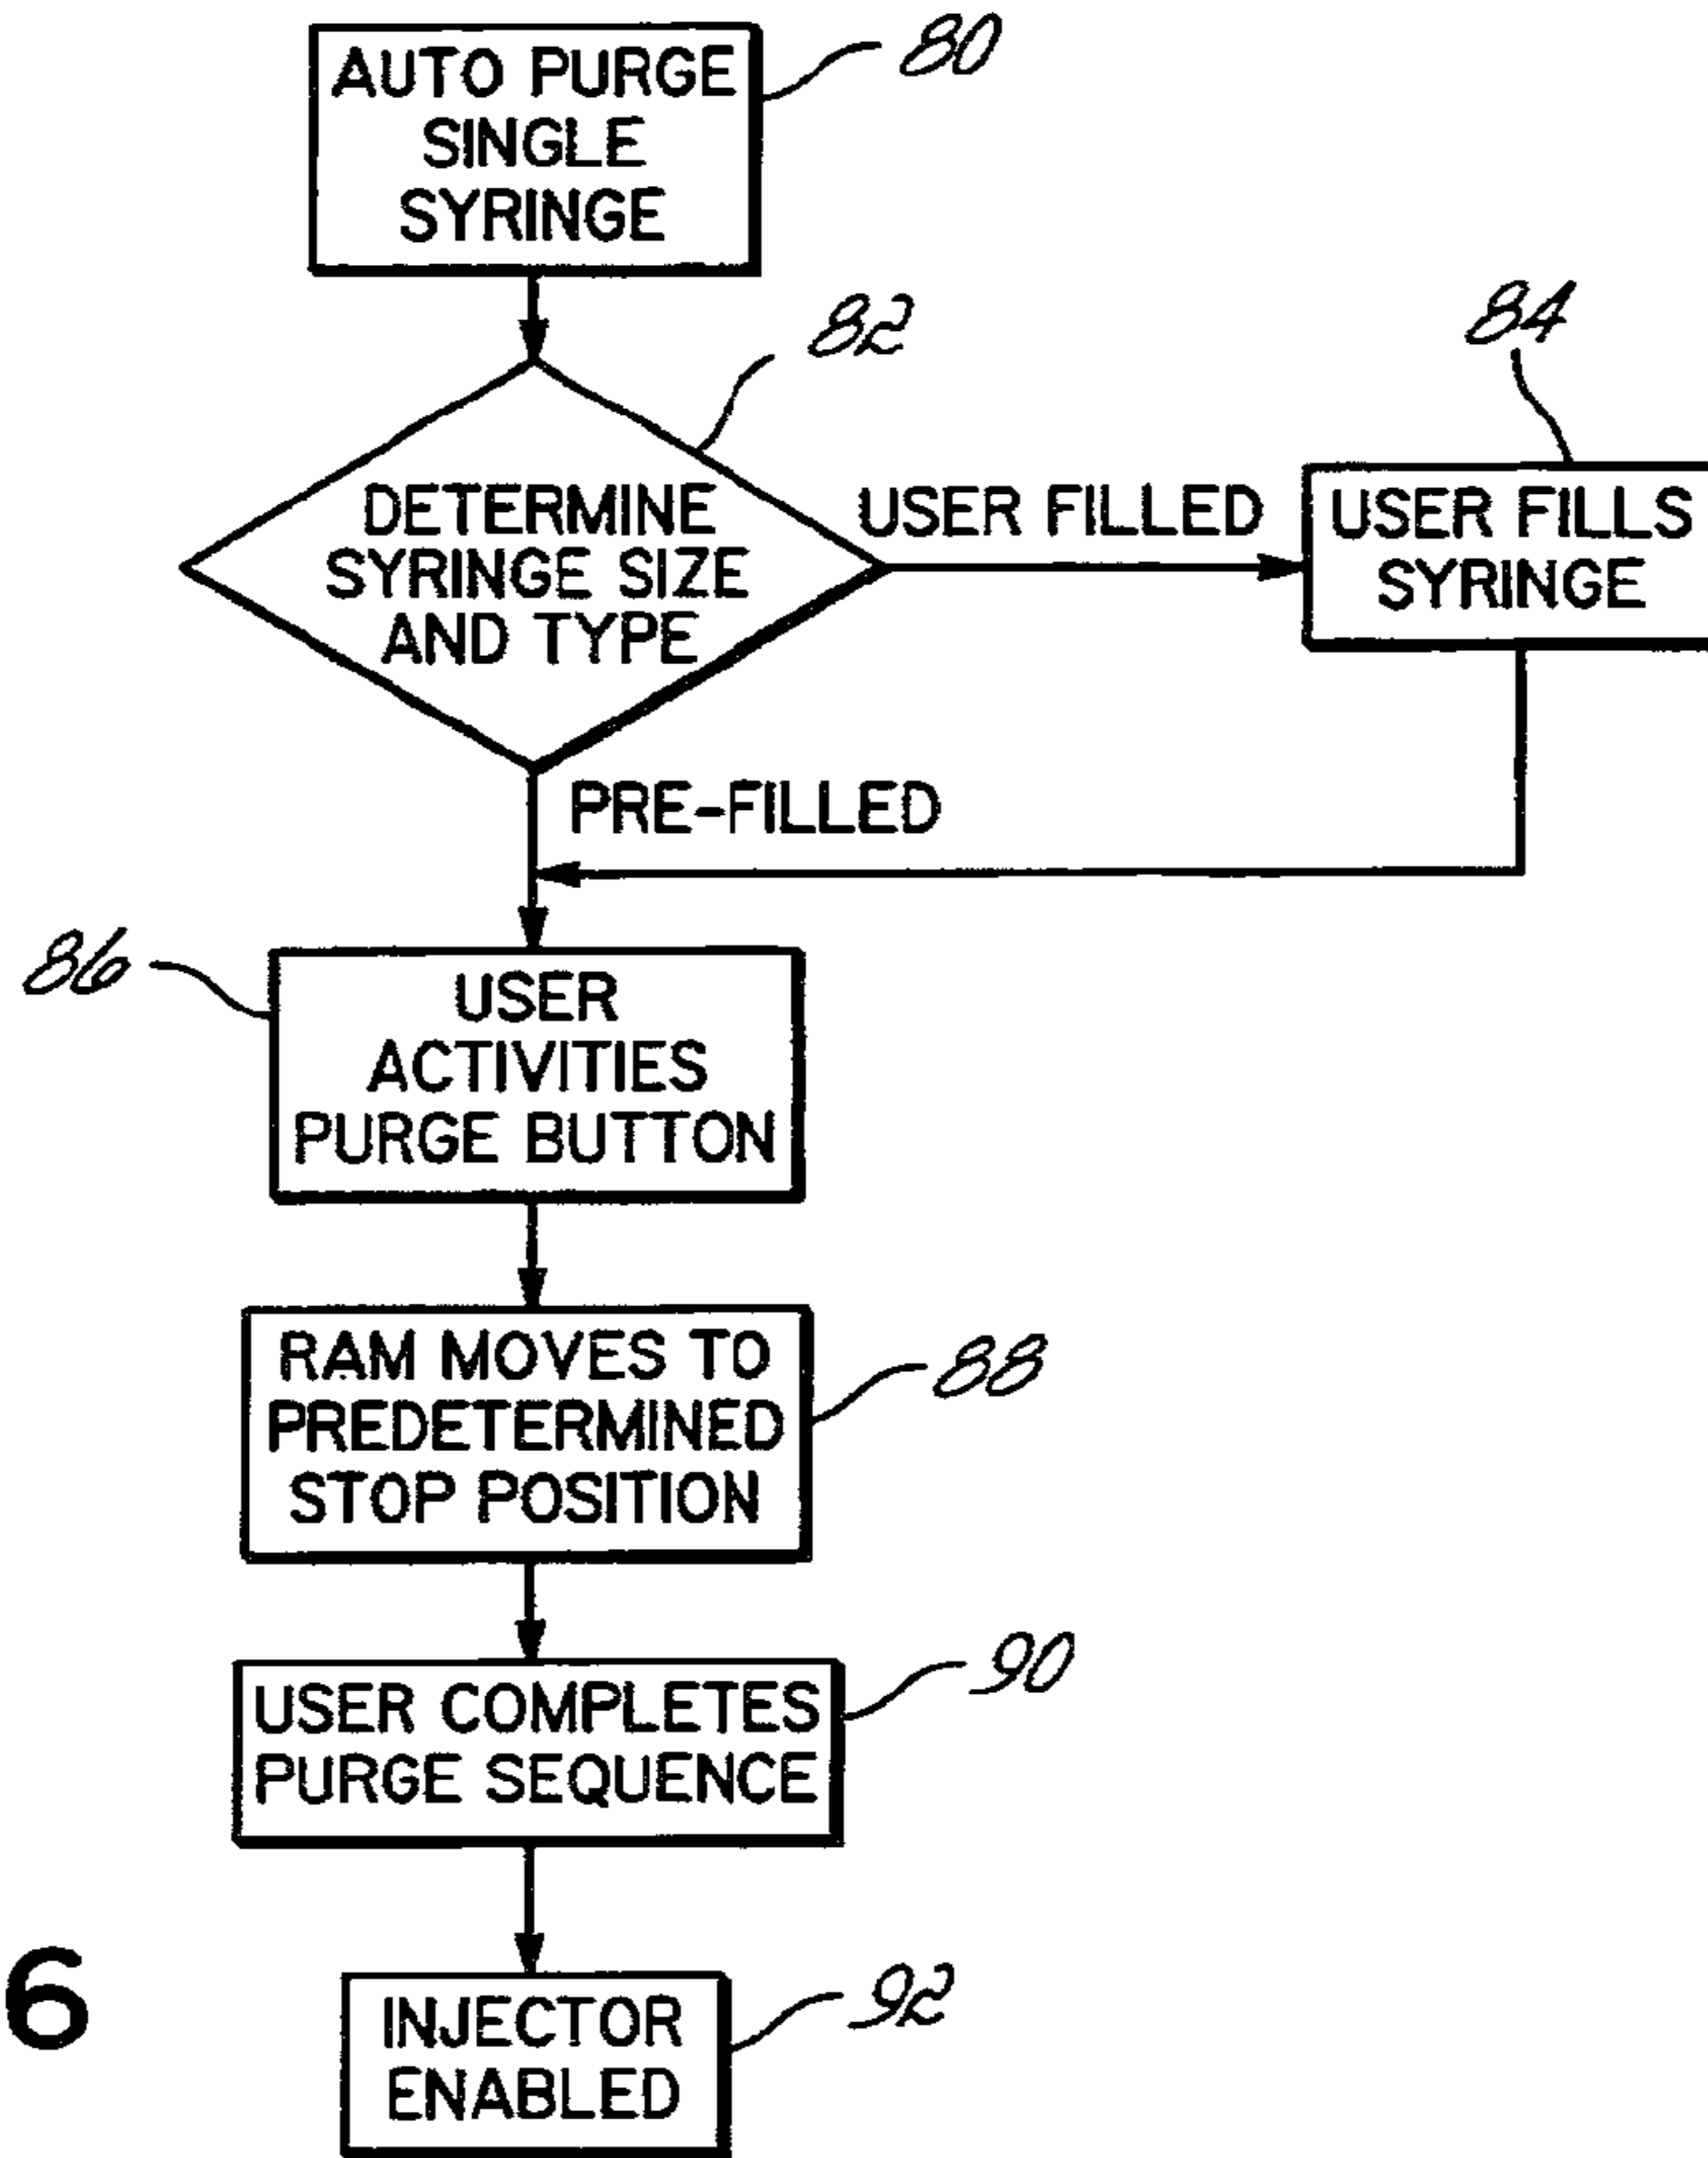 AUTO PURGE
SINGLE
SYRINGE
80
82
DETERMINE
SYRINGE SIZE
AND TYPE
USER FILLED
84
USER FILLS
SYRINGE
PRE-FILLED
86
USER
ACTIVITIES
PURGE BUTTON
RAM MOVES TO
PREDETERMINED
STOP POSITION
88
USER COMPLETES
PURGE SEQUENCE
90
INJECTOR
ENABLED
92
6